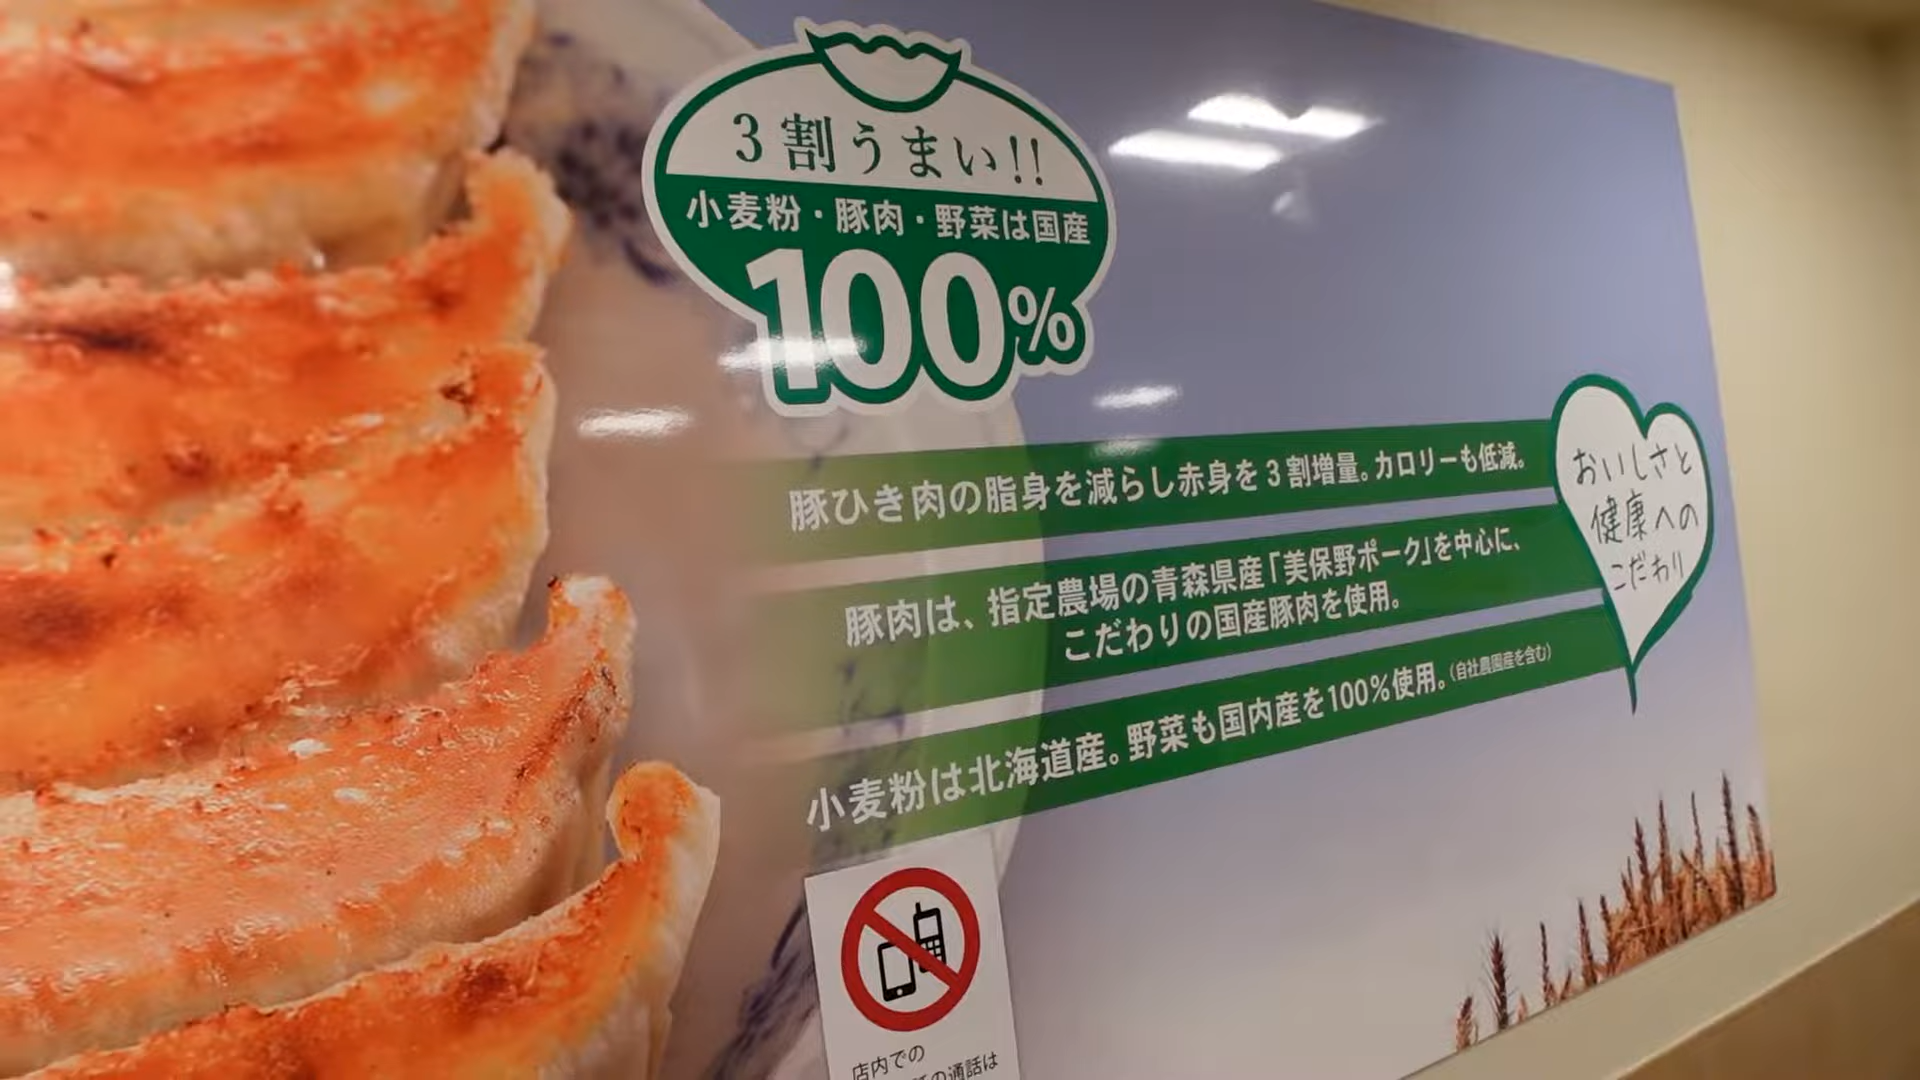 3割うまい!!
小麦粉・豚肉・野菜は国産
100%
豚ひき肉の脂身を減らし赤身を3割増量。カロリーも低減。
豚肉は、指定農場の青森県産「美保野ポーク」を中心に、
こだわりの国産豚肉を使用。
小麦粉は北海道産。野菜も国内産を100%使用。(自社農園産を含む)
おいしさと
健康への
こだわり
店内での
の通話は